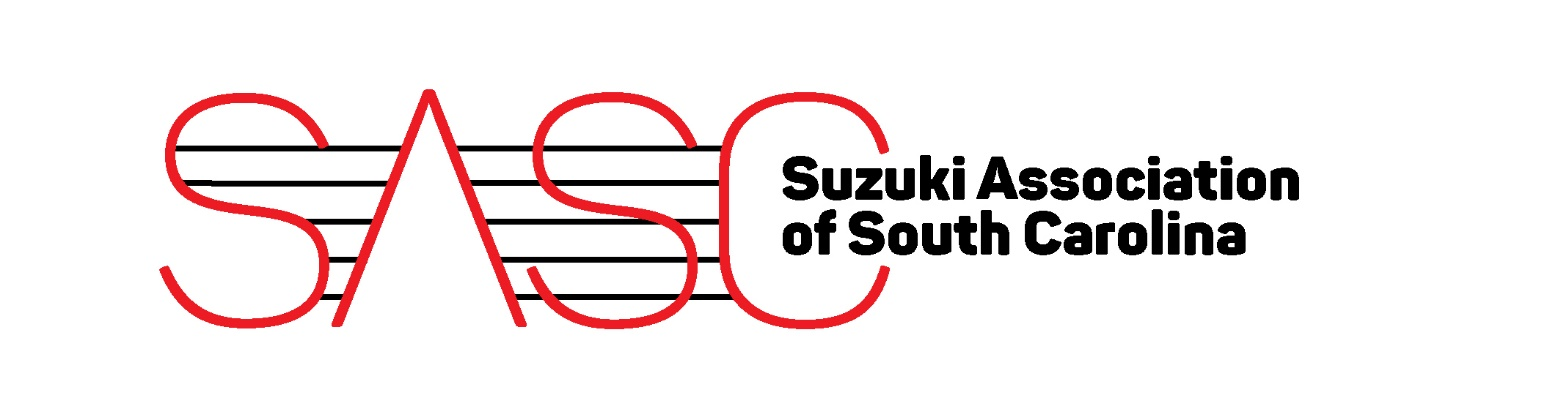 SASC
Suzuki Association
of South Carolina